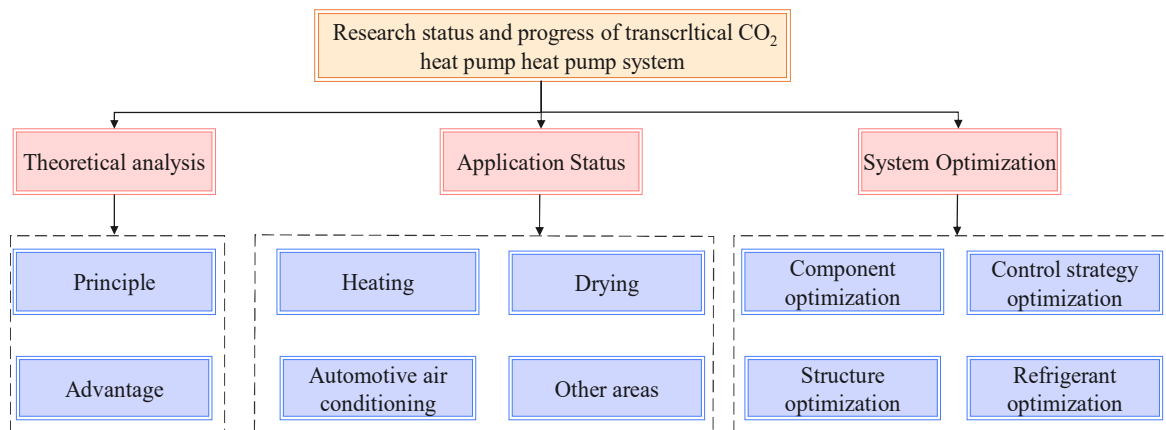 Research status and progress of transcrltical CO₂
heat pump heat pump system
Theoretical analysis
Application Status
System Optimization
Principle
Advantage
Heating
Drying
Automotive air
conditioning
Other areas
Component
optimization
Control strategy
optimization
Structure
optimization
Refrigerant
optimization